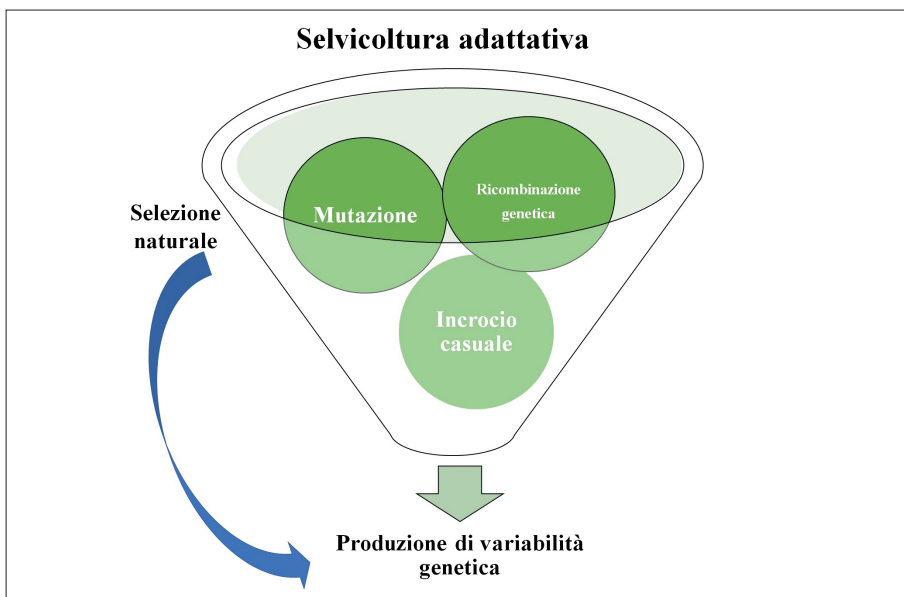 Selvicoltura adattativa
Ricombinazione
genetica
Mutazione
Selezione
naturale
Incrocio
casuale
Produzione di variabilità
genetica